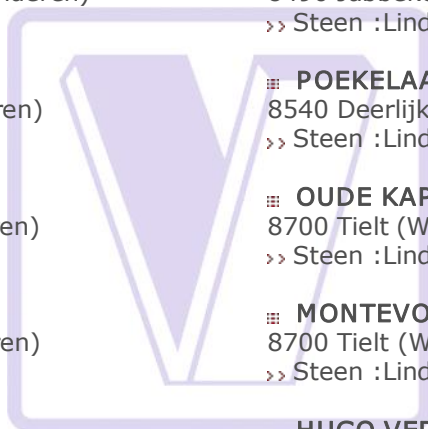 >> Steen :Lind
ren)
POEKELAA
8540 Deerlijk
>> Steen :Lind
en)
OUDE KAP
8700 Tielt (W
>> Steen :Lind
ren)
MONTEVO
8700 Tielt (W
>> Steen :Lind